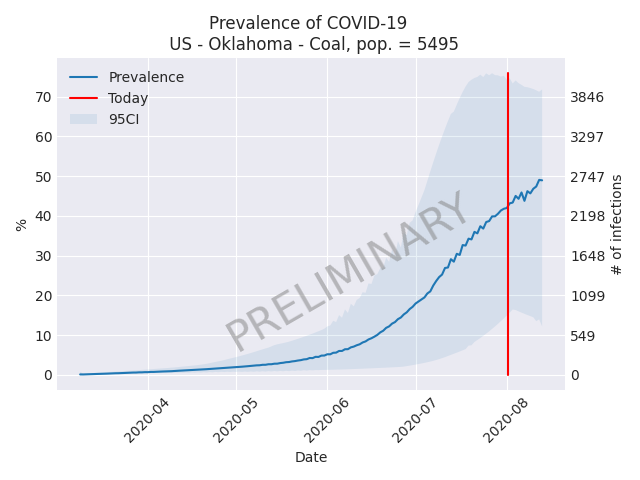 Prevalence of COVID-19
US - Oklahoma - Coal, pop. = 5495
Prevalence
Today
95CI
PRELIMINARY
%
70
60
50
40
30
20
10
0
3846
3297
2747
2198
1648
1099
549
0
# of infections
2020-04
2020-05
2020-06
2020-07
2020-08
Date